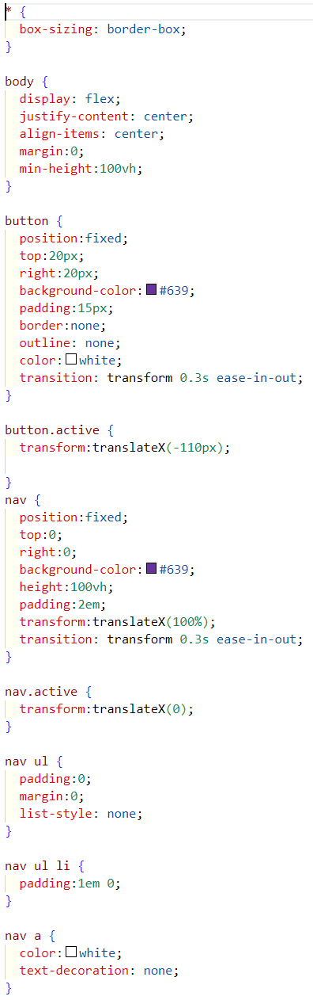 * {
  box-sizing: border-box;
}

body {
  display: flex;
  justify-content: center;
  align-items: center;
  margin:0;
  min-height:100vh;
}

button {
  position:fixed;
  top:20px;
  right:20px;
  background-color:#639;
  padding:15px;
  border:none;
  outline: none;
  color:white;
  transition: transform 0.3s ease-in-out;
}

button.active {
  transform:translateX(-110px);

}
nav {
  position:fixed;
  top:0;
  right:0;
  background-color:#639;
  height:100vh;
  padding:2em;
  transform:translateX(100%);
  transition: transform 0.3s ease-in-out;
}

nav.active {
  transform:translateX(0);
}

nav ul {
  padding:0;
  margin:0;
  list-style: none;
}

nav ul li {
  padding:1em 0;
}

nav a {
  color:white;
  text-decoration: none;
}